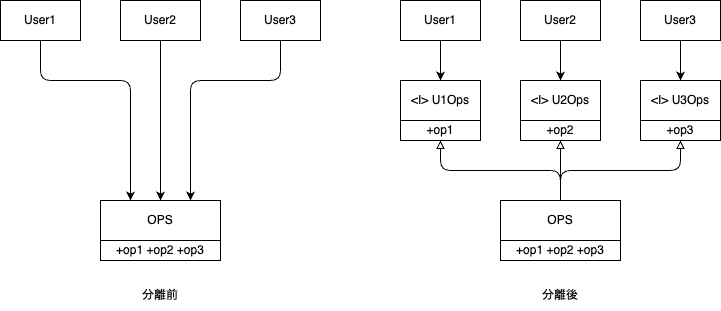 User1
User2
User3
OPS
+op1 +op2 +op3
分離前
User1
User2
User3
<I> U1Ops
+op1
<I> U2Ops
+op2
<I> U3Ops
+op3
OPS
+op1 +op2 +op3
分離後